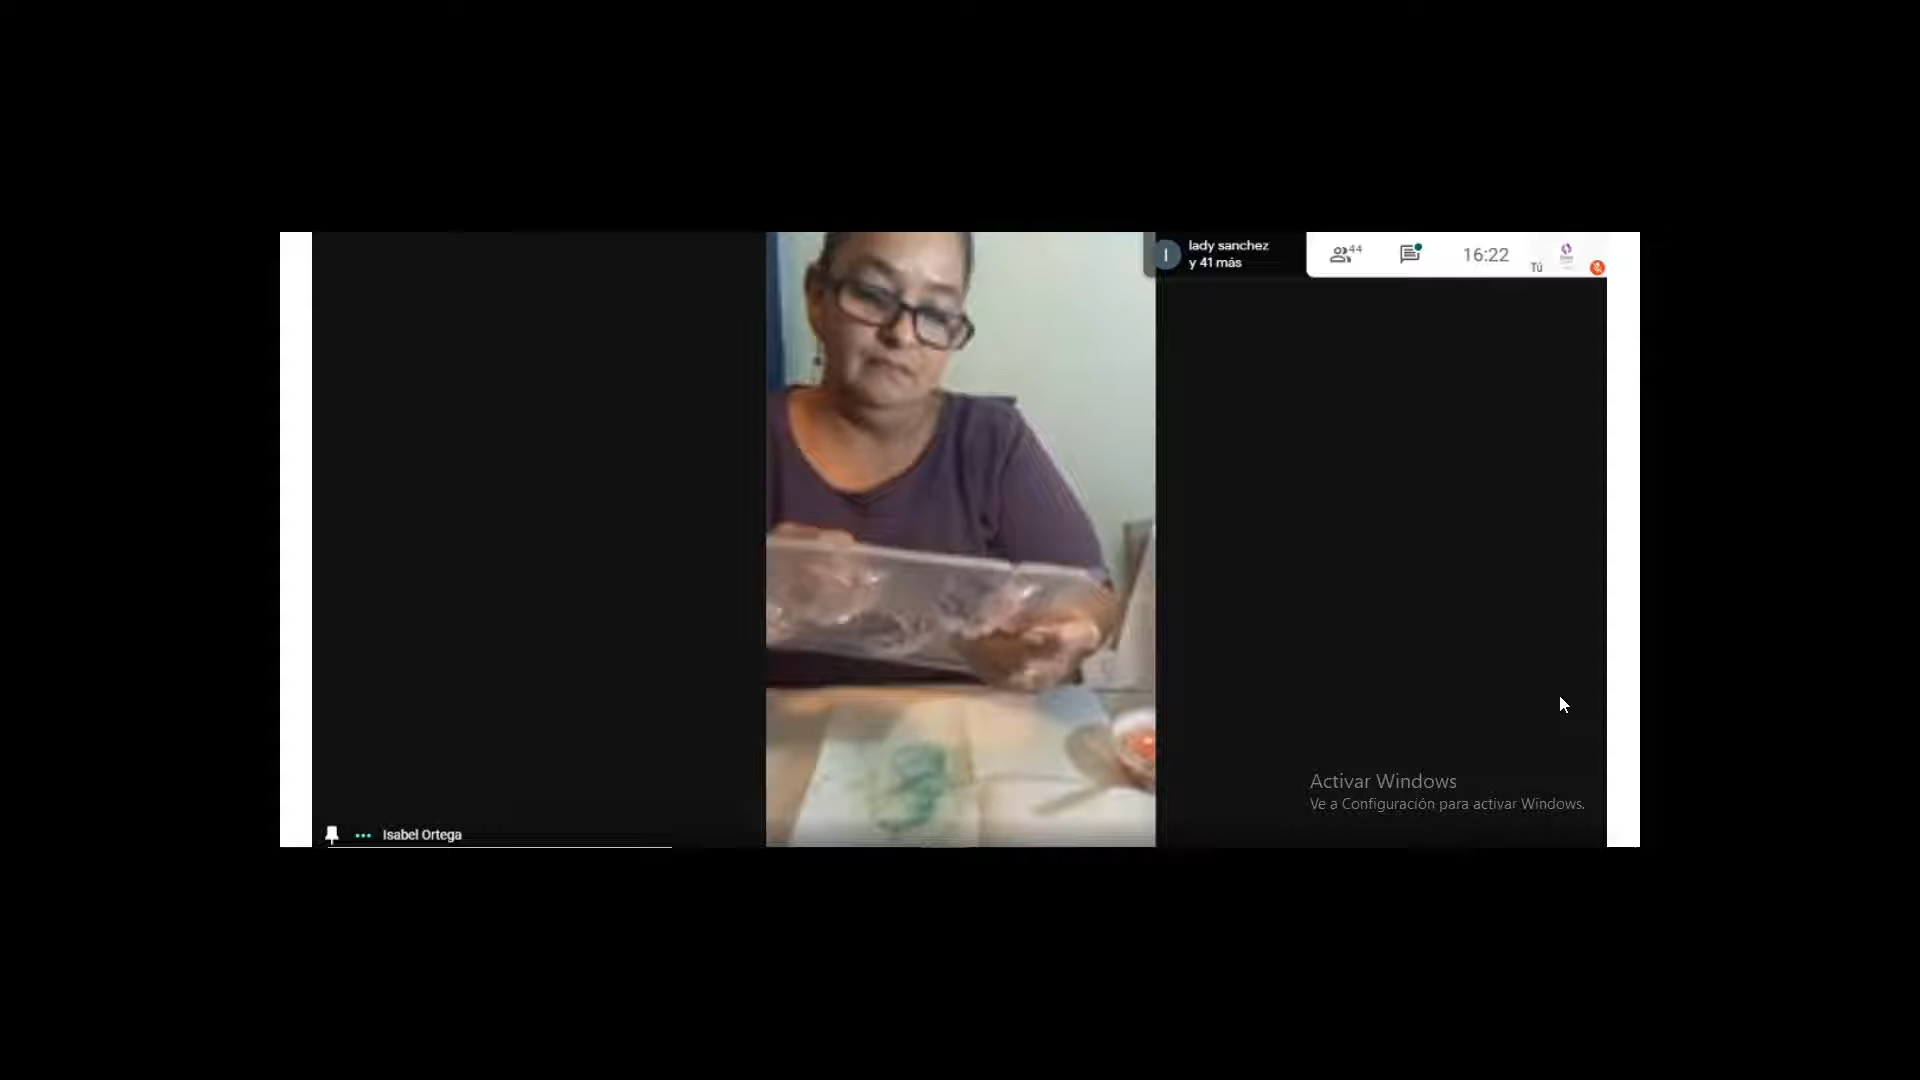 lady sanchez
y 41 más
44
16:22
Tú
Activar Windows
Ve a Configuración para activar Windows.
Isabel Ortega